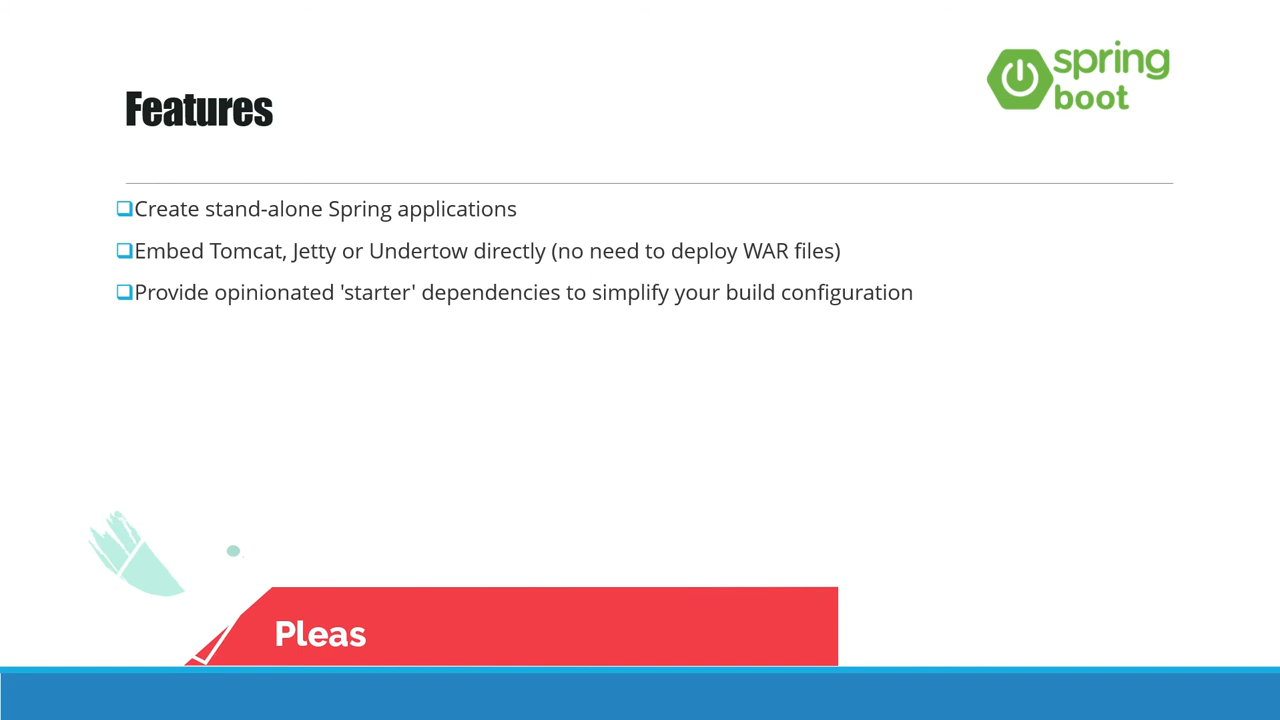 spring
boot
Features
Create stand-alone Spring applications
Embed Tomcat, Jetty or Undertow directly (no need to deploy WAR files)
Provide opinionated 'starter' dependencies to simplify your build configuration
Pleas